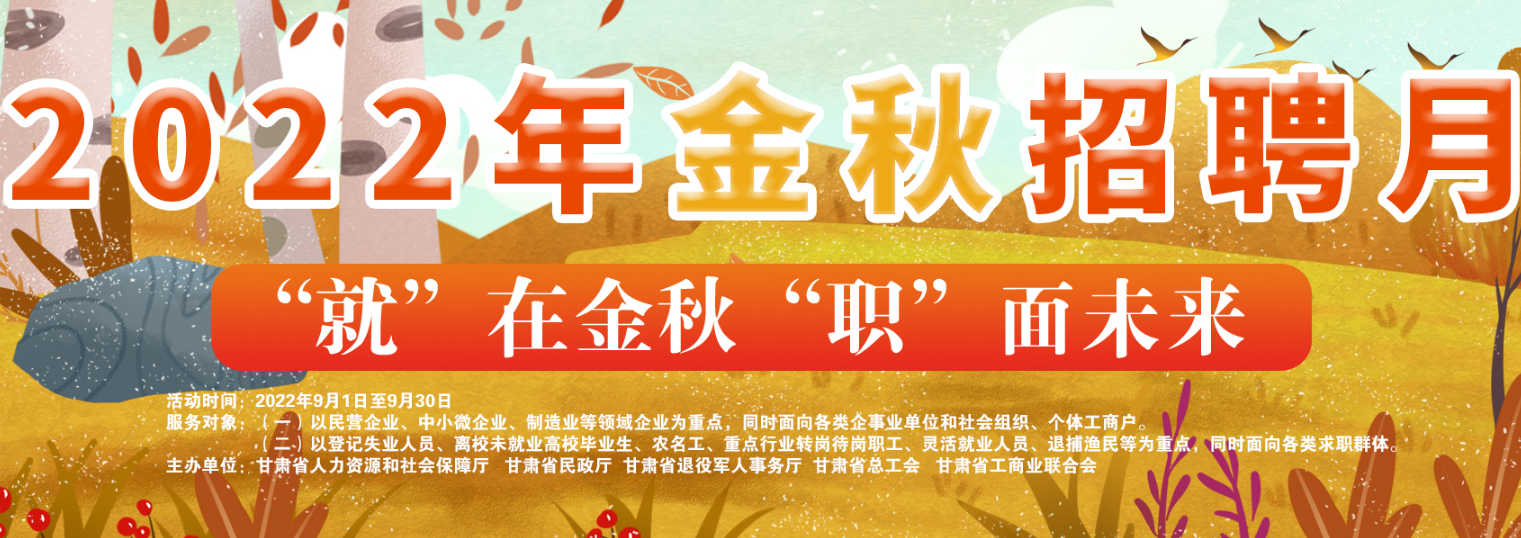 2022年金秋招聘月
“就”在金秋“职”面未来
活动时间：2022年9月1日至9月30日
服务对象：（一）以民营企业、中小微企业、制造业等领域企业为重点，同时面向各类企事业单位和社会组织、个体工商户。
（二）以登记失业人员、离校未就业高校毕业生、农名工、重点行业转岗待岗职工、灵活就业人员、退捕渔民等为重点，同时面向各类求职群体。
主办单位：甘肃省人力资源和社会保障厅 甘肃省民政厅 甘肃省退役军人事务厅 甘肃省总工会 甘肃省工商业联合会